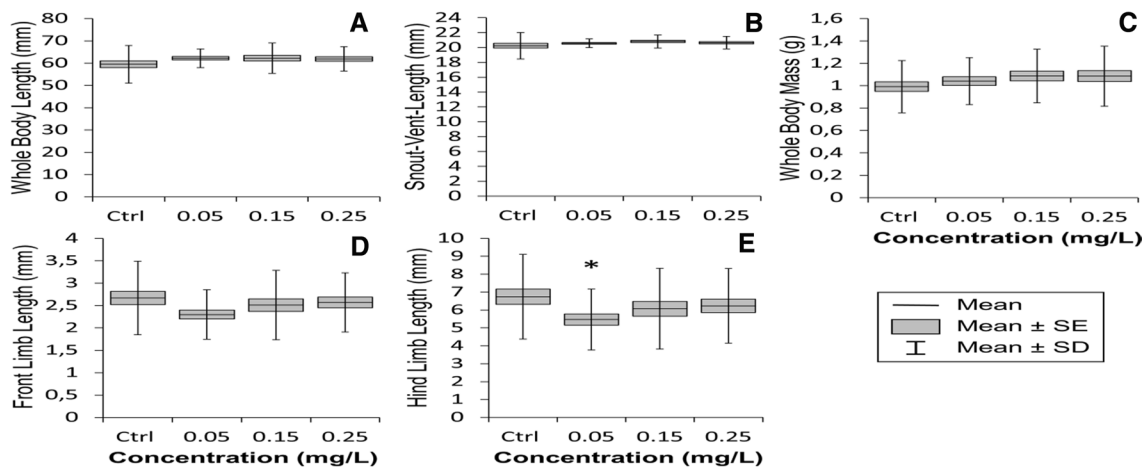 A
Whole Body Length (mm)
80
70
60
50
40
30
20
10
0
Ctrl 0.05 0.15 0.25
B
Snout-Vent-Length (mm)
24
22
20
18
16
14
12
10
8
6
4
2
0
Ctrl 0.05 0.15 0.25
C
Whole Body Mass (g)
1,6
1,4
1,2
1
0,8
0,6
0,4
0,2
0
Ctrl 0.05 0.15 0.25
Concentration (mg/L)
D
Front Limb Length (mm)
4
3,5
3
2,5
2
1,5
1
0,5
0
Ctrl 0.05 0.15 0.25
Concentration (mg/L)
E
Hind Limb Length (mm)
10
9
8
7
6
5
4
3
2
1
0
*
Ctrl 0.05 0.15 0.25
Concentration (mg/L)
Mean
Mean ± SE
Mean ± SD